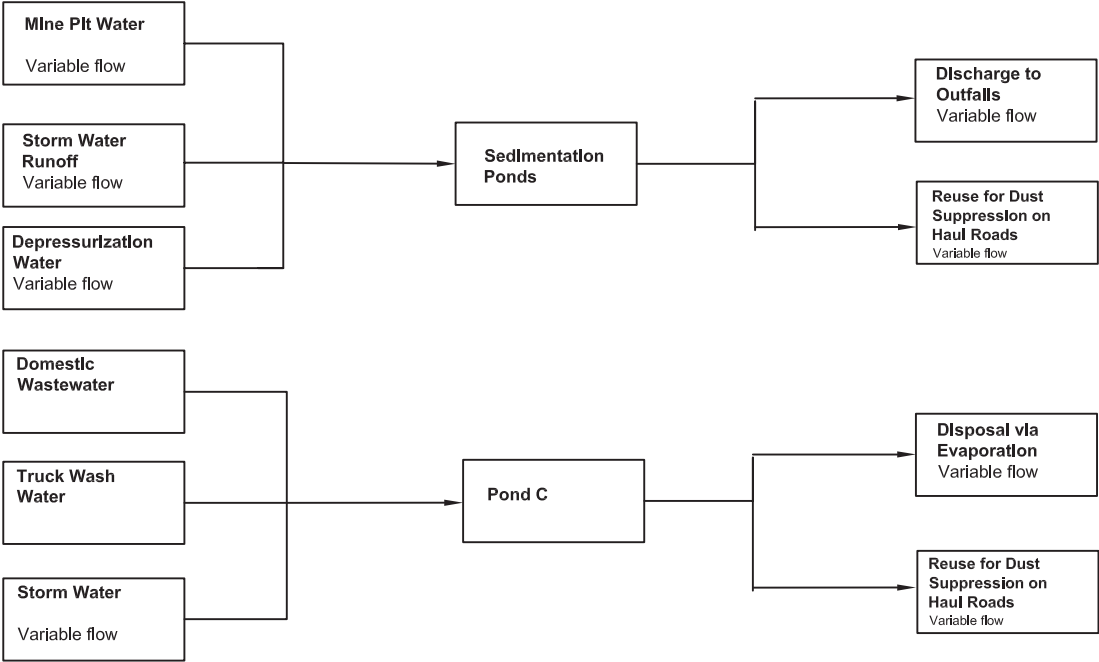 Mine Pit Water
Variable flow
Storm Water
Runoff
Variable flow
Depressurization
Water
Variable flow
Sedimentation
Ponds
Discharge to
Outfalls
Variable flow
Reuse for Dust
Suppression on
Haul Roads
Variable flow
Domestic
Wastewater
Truck Wash
Water
Storm Water
Variable flow
Pond C
Disposal via
Evaporation
Variable flow
Reuse for Dust
Suppression on
Haul Roads
Variable flow